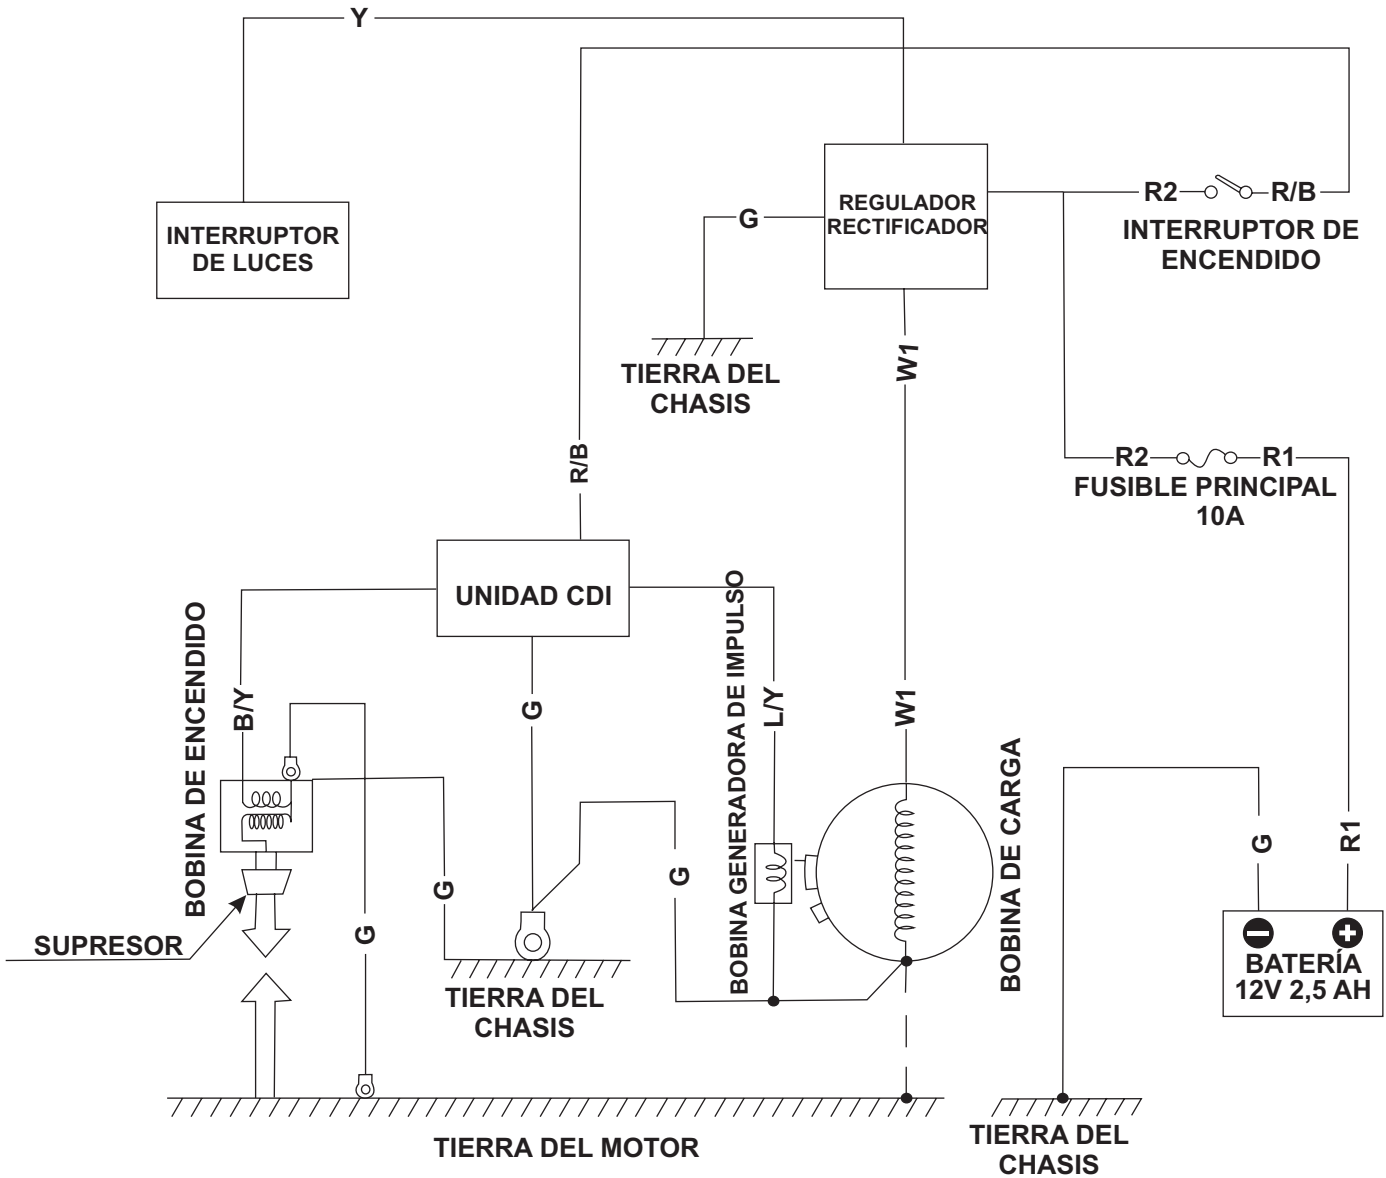 Y
INTERRUPTOR
DE LUCES
G
REGULADOR
RECTIFICADOR
R2
R/B
INTERRUPTOR DE
ENCENDIDO
TIERRA DEL
CHASIS
W1
R/B
R2
R1
FUSIBLE PRINCIPAL
10A
UNIDAD CDI
BOBINA DE ENCENDIDO
B/Y
G
BOBINA GENERADORA DE IMPULSO
L/Y
W1
BOBINA DE CARGA
G
R1
G
G
G
SUPRESOR
BATERÍA
12V 2,5 AH
TIERRA DEL
CHASIS
TIERRA DEL MOTOR
TIERRA DEL
CHASIS